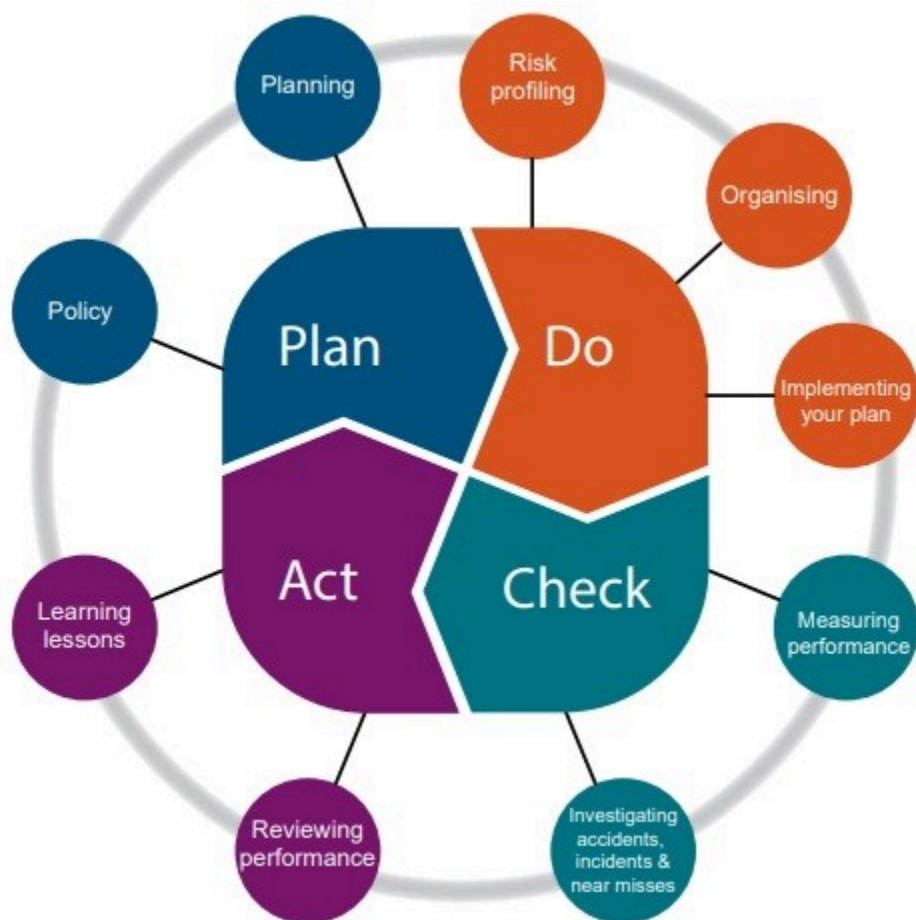 Planning
Risk
profiling
Organising
Policy
Plan
Do
Implementing
your plan
Act
Check
Learning
lessons
Measuring
performance
Reviewing
performance
Investigating
accidents,
incidents &
near misses